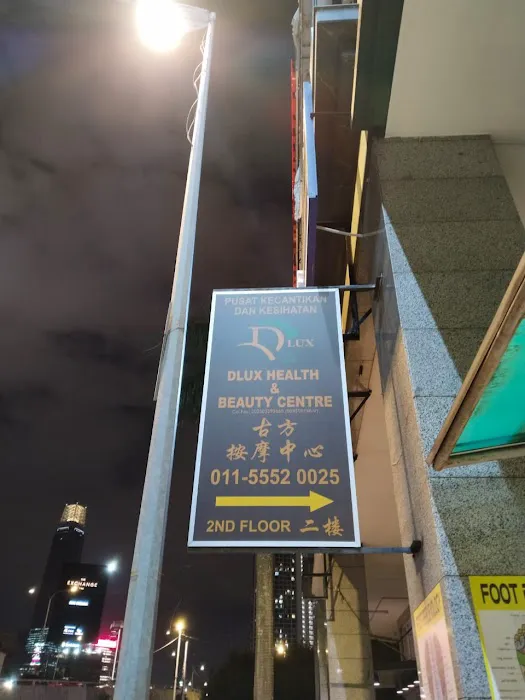 PUSAT KECANTIKAN
DAN KESIHATAN
DLUX
DLUX HEALTH
&
BEAUTY CENTRE
古方
按摩中心
011-5552 0025
2ND FLOOR 二楼
EXCHANGE
FOOT